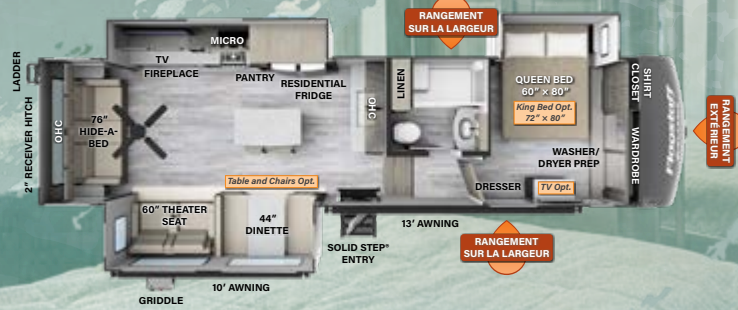 RANGEMENT
SUR LA LARGEUR
LADDER
2" RECEIVER HITCH
OHC
76"
HIDE-A-
BED
TV
FIREPLACE
MICRO
PANTRY
RESIDENTIAL
FRIDGE
OHC
LINEN
QUEEN BED
60" x 80"
King Bed Opt.
72" x 80"
SHIRT
CLOSET
WARDROBE
RANGEMENT
EXTÉRIEUR
WASHER/
DRYER PREP
DRESSER
TV Opt.
Table and Chairs Opt.
60" THEATER
SEAT
44"
DINETTE
SOLID STEP®
ENTRY
13' AWNING
RANGEMENT
SUR LA LARGEUR
10' AWNING
GRIDDLE